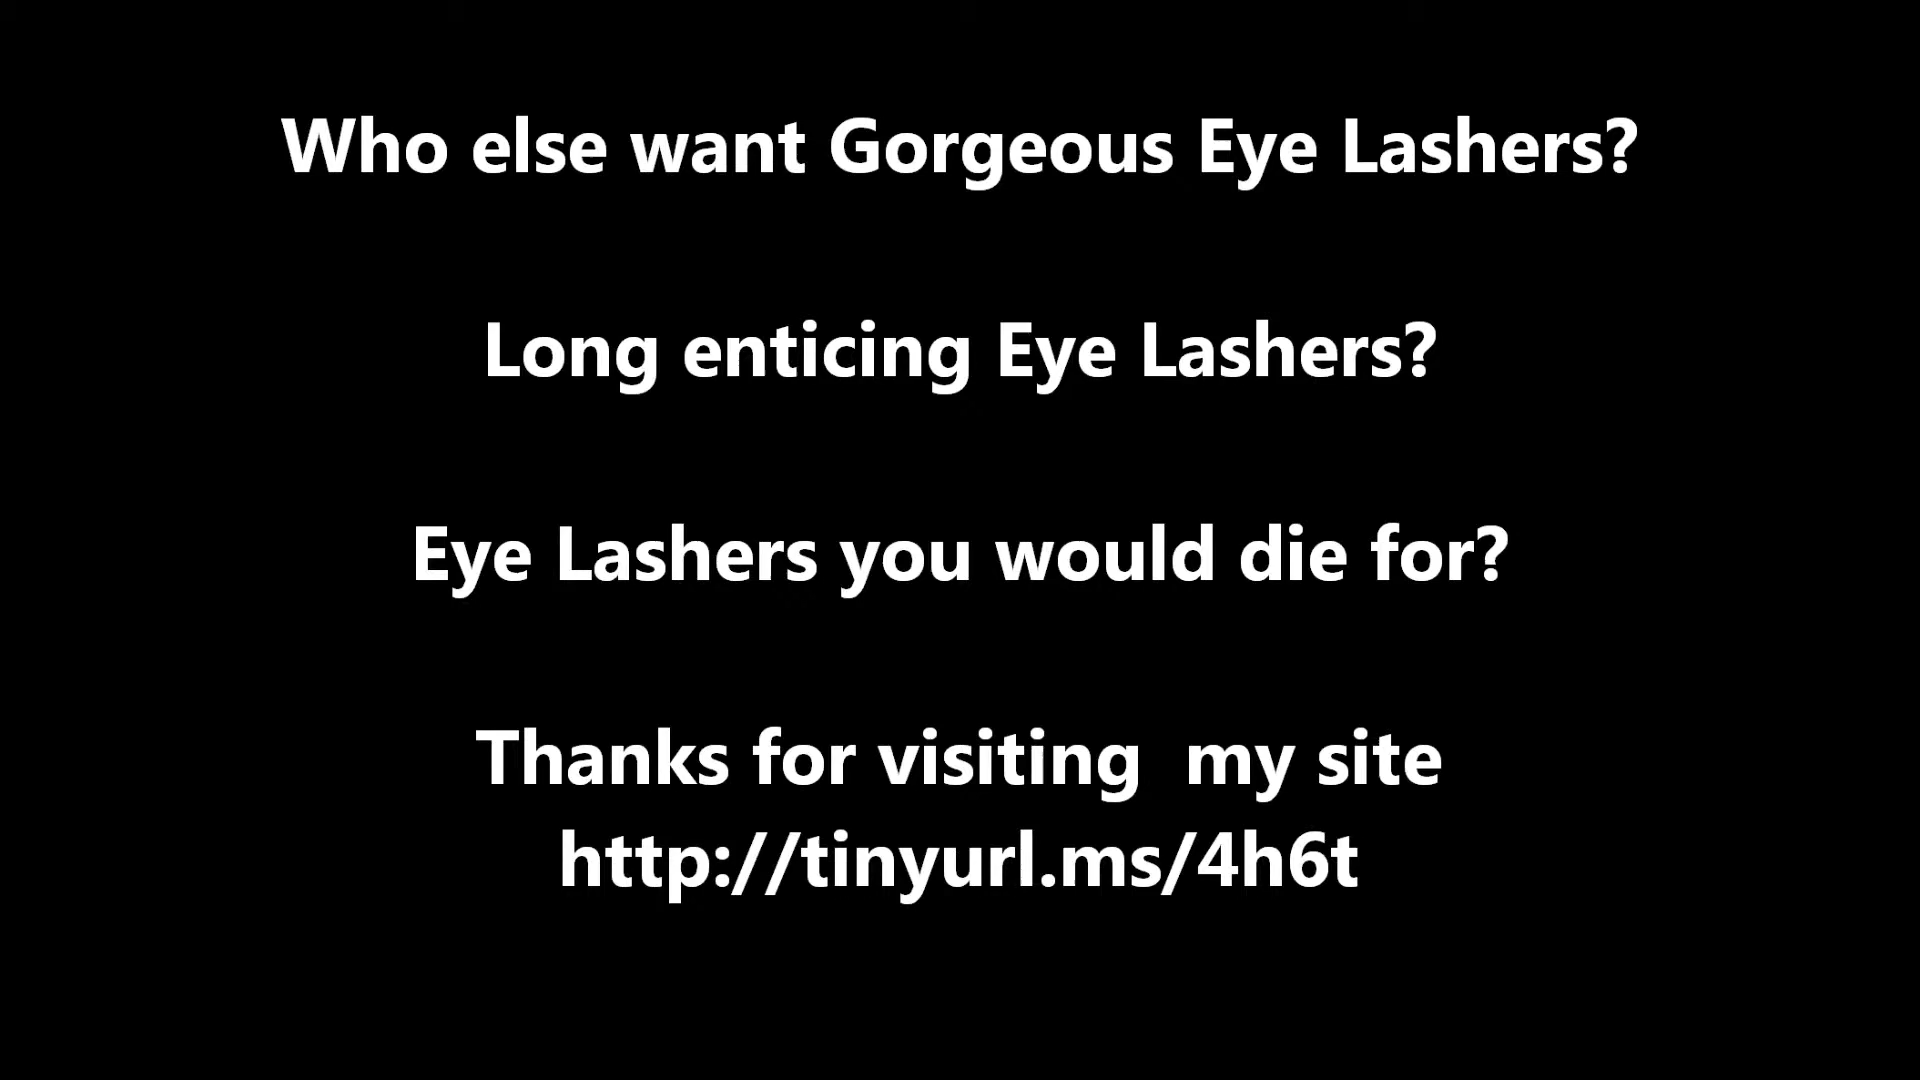 Who else want Gorgeous Eye Lashers?
Long enticing Eye Lashers?
Eye Lashers you would die for?
Thanks for visiting  my site
http://tinyurl.ms/4h6t